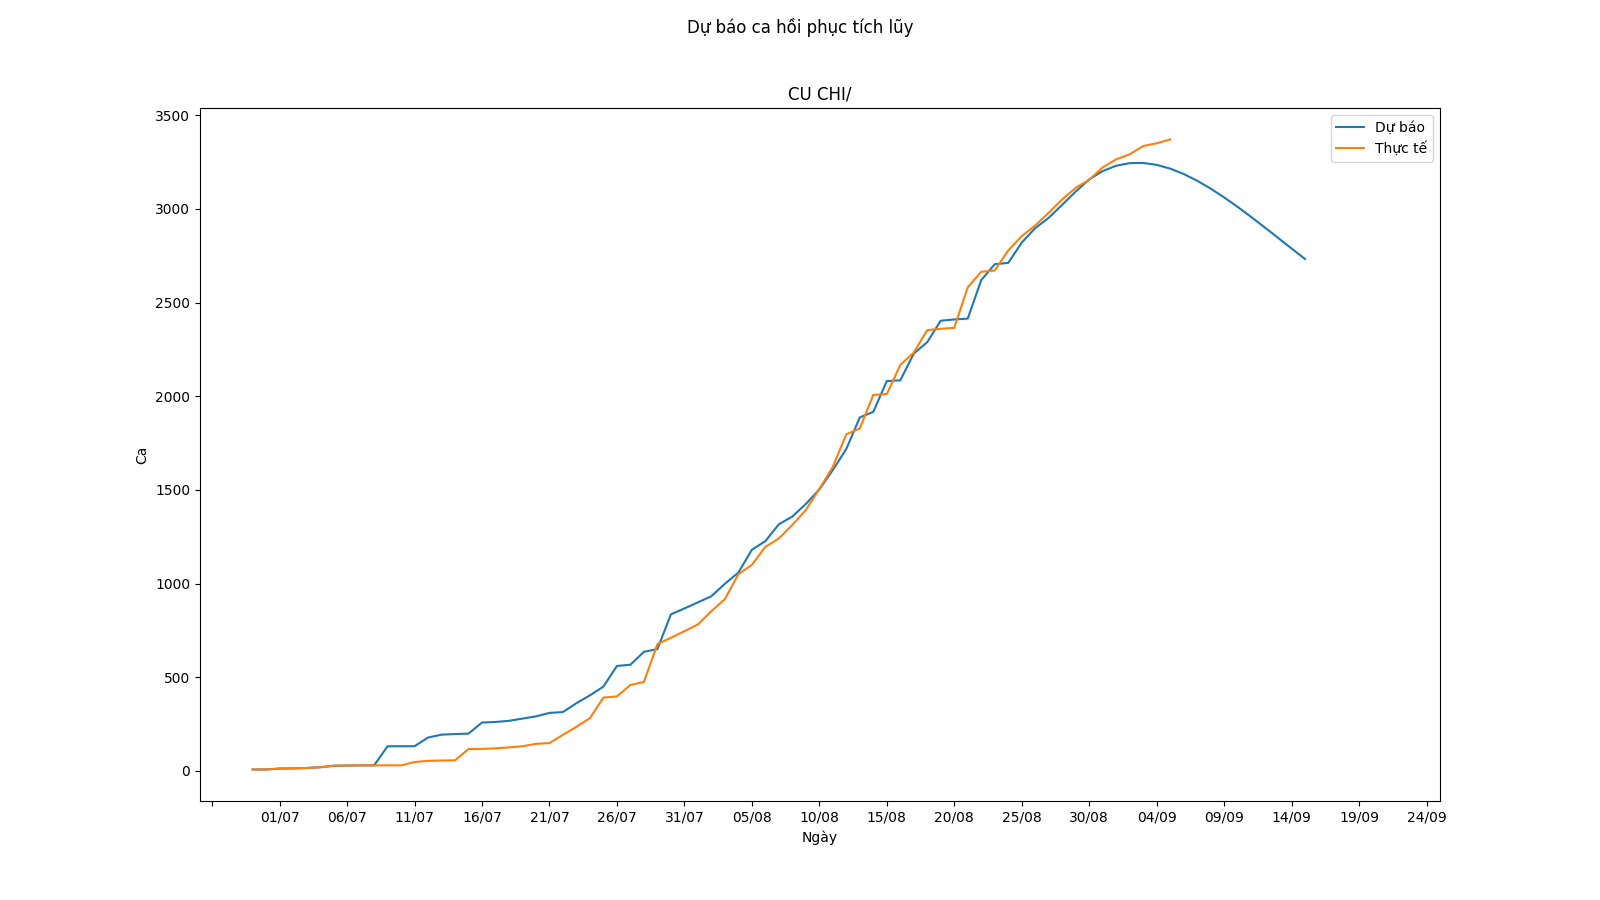 Dự báo ca hồi phục tích lũy
CU CHI/
3500
3000
2500
2000
1500
1000
500
0
Ca
Dự báo
Thực tế
01/07 06/07 11/07 16/07 21/07 26/07 31/07 05/08 10/08 15/08 20/08 25/08 30/08 04/09 09/09 14/09 19/09 24/09
Ngày